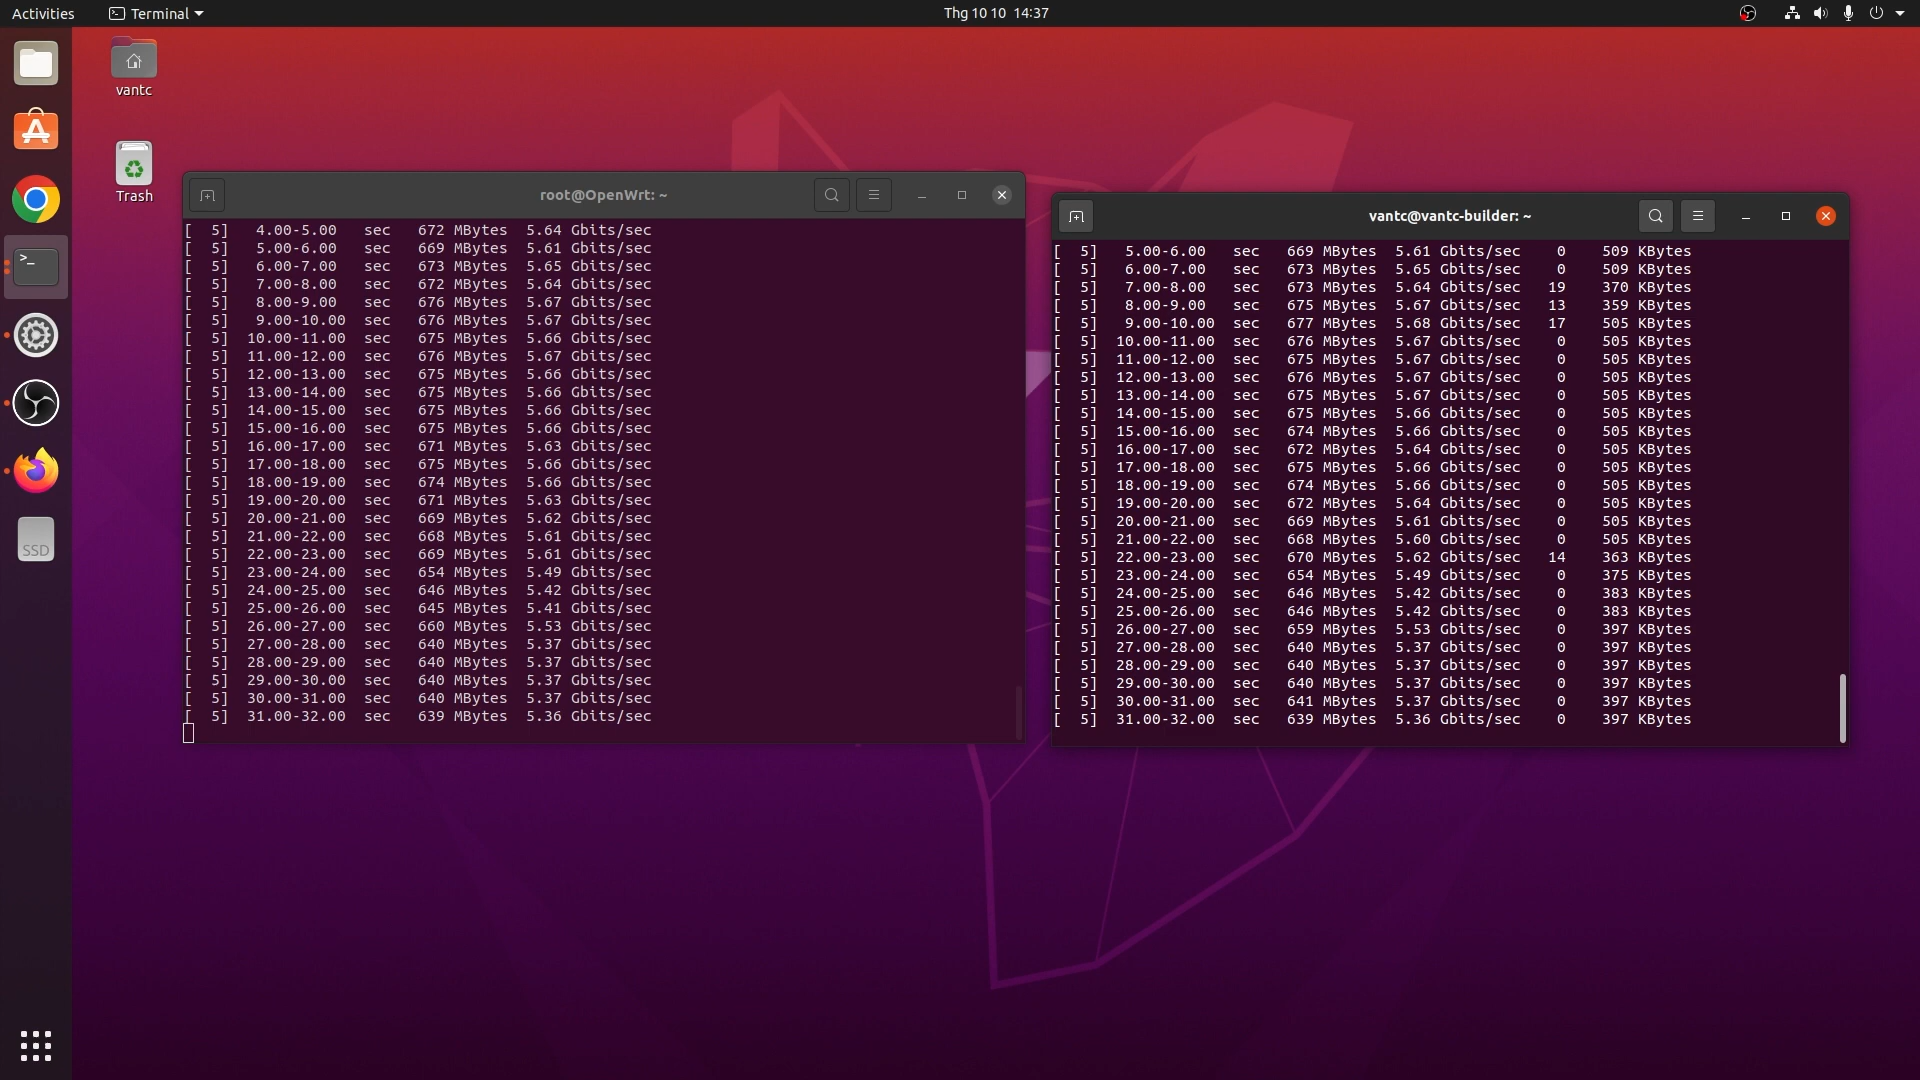 Activities
Terminal
Thg 10 10 14:37
vantc
Trash
SSD
root@OpenWrt: ~
[  5]   4.00-5.00   sec   672 MBytes  5.64 Gbits/sec
[  5]   5.00-6.00   sec   669 MBytes  5.61 Gbits/sec
[  5]   6.00-7.00   sec   673 MBytes  5.65 Gbits/sec
[  5]   7.00-8.00   sec   672 MBytes  5.64 Gbits/sec
[  5]   8.00-9.00   sec   676 MBytes  5.67 Gbits/sec
[  5]   9.00-10.00  sec   676 MBytes  5.67 Gbits/sec
[  5]  10.00-11.00  sec   675 MBytes  5.66 Gbits/sec
[  5]  11.00-12.00  sec   676 MBytes  5.67 Gbits/sec
[  5]  12.00-13.00  sec   675 MBytes  5.66 Gbits/sec
[  5]  13.00-14.00  sec   675 MBytes  5.66 Gbits/sec
[  5]  14.00-15.00  sec   675 MBytes  5.66 Gbits/sec
[  5]  15.00-16.00  sec   675 MBytes  5.66 Gbits/sec
[  5]  16.00-17.00  sec   671 MBytes  5.63 Gbits/sec
[  5]  17.00-18.00  sec   675 MBytes  5.66 Gbits/sec
[  5]  18.00-19.00  sec   674 MBytes  5.66 Gbits/sec
[  5]  19.00-20.00  sec   671 MBytes  5.63 Gbits/sec
[  5]  20.00-21.00  sec   669 MBytes  5.62 Gbits/sec
[  5]  21.00-22.00  sec   668 MBytes  5.61 Gbits/sec
[  5]  22.00-23.00  sec   669 MBytes  5.61 Gbits/sec
[  5]  23.00-24.00  sec   654 MBytes  5.49 Gbits/sec
[  5]  24.00-25.00  sec   646 MBytes  5.42 Gbits/sec
[  5]  25.00-26.00  sec   645 MBytes  5.41 Gbits/sec
[  5]  26.00-27.00  sec   660 MBytes  5.53 Gbits/sec
[  5]  27.00-28.00  sec   640 MBytes  5.37 Gbits/sec
[  5]  28.00-29.00  sec   640 MBytes  5.37 Gbits/sec
[  5]  29.00-30.00  sec   640 MBytes  5.37 Gbits/sec
[  5]  30.00-31.00  sec   640 MBytes  5.37 Gbits/sec
[  5]  31.00-32.00  sec   639 MBytes  5.36 Gbits/sec
vantc@vantc-builder: ~
[  5]   5.00-6.00   sec   669 MBytes  5.61 Gbits/sec    0    509 KBytes
[  5]   6.00-7.00   sec   673 MBytes  5.65 Gbits/sec    0    509 KBytes
[  5]   7.00-8.00   sec   673 MBytes  5.64 Gbits/sec   19    370 KBytes
[  5]   8.00-9.00   sec   675 MBytes  5.67 Gbits/sec   13    359 KBytes
[  5]   9.00-10.00  sec   677 MBytes  5.68 Gbits/sec   17    505 KBytes
[  5]  10.00-11.00  sec   676 MBytes  5.67 Gbits/sec    0    505 KBytes
[  5]  11.00-12.00  sec   675 MBytes  5.67 Gbits/sec    0    505 KBytes
[  5]  12.00-13.00  sec   676 MBytes  5.67 Gbits/sec    0    505 KBytes
[  5]  13.00-14.00  sec   675 MBytes  5.67 Gbits/sec    0    505 KBytes
[  5]  14.00-15.00  sec   675 MBytes  5.66 Gbits/sec    0    505 KBytes
[  5]  15.00-16.00  sec   674 MBytes  5.66 Gbits/sec    0    505 KBytes
[  5]  16.00-17.00  sec   672 MBytes  5.64 Gbits/sec    0    505 KBytes
[  5]  17.00-18.00  sec   675 MBytes  5.66 Gbits/sec    0    505 KBytes
[  5]  18.00-19.00  sec   674 MBytes  5.66 Gbits/sec    0    505 KBytes
[  5]  19.00-20.00  sec   672 MBytes  5.64 Gbits/sec    0    505 KBytes
[  5]  20.00-21.00  sec   669 MBytes  5.61 Gbits/sec    0    505 KBytes
[  5]  21.00-22.00  sec   668 MBytes  5.60 Gbits/sec    0    505 KBytes
[  5]  22.00-23.00  sec   670 MBytes  5.62 Gbits/sec   14    363 KBytes
[  5]  23.00-24.00  sec   654 MBytes  5.49 Gbits/sec    0    375 KBytes
[  5]  24.00-25.00  sec   646 MBytes  5.42 Gbits/sec    0    383 KBytes
[  5]  25.00-26.00  sec   646 MBytes  5.42 Gbits/sec    0    383 KBytes
[  5]  26.00-27.00  sec   659 MBytes  5.53 Gbits/sec    0    397 KBytes
[  5]  27.00-28.00  sec   640 MBytes  5.37 Gbits/sec    0    397 KBytes
[  5]  28.00-29.00  sec   640 MBytes  5.37 Gbits/sec    0    397 KBytes
[  5]  29.00-30.00  sec   640 MBytes  5.37 Gbits/sec    0    397 KBytes
[  5]  30.00-31.00  sec   641 MBytes  5.37 Gbits/sec    0    397 KBytes
[  5]  31.00-32.00  sec   639 MBytes  5.36 Gbits/sec    0    397 KBytes